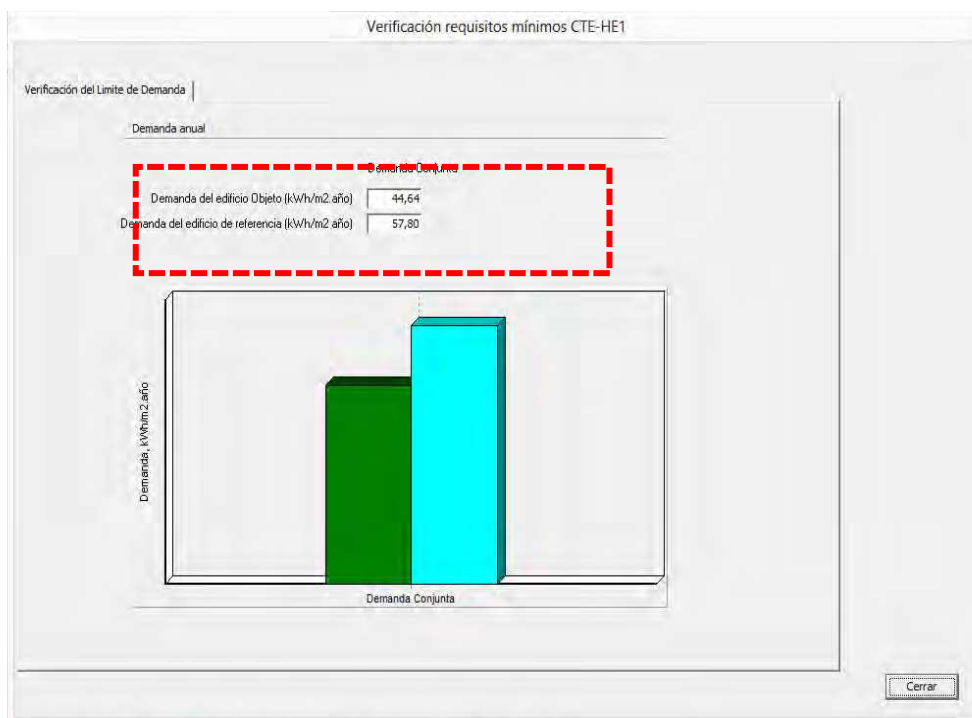 Verificación requisitos mínimos CTE-HE1
Verificación del Limite de Demanda
Demanda anual
Demanda Conjunta
Demanda del edificio Objeto (kWh/m2.año) 44,64
Demanda del edificio de referencia (kWh/m2 año) 57,80
Demanda, kWh/m2.año
Demanda Conjunta
Cerrar